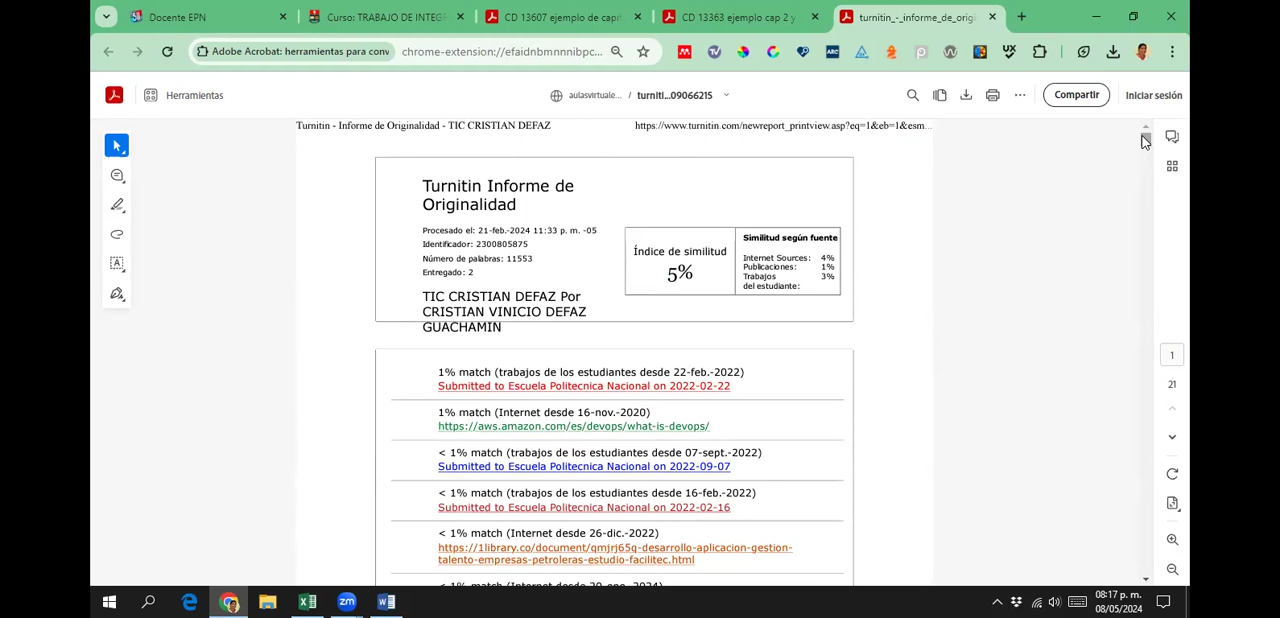 Docente EPN
Curso: TRABAJO DE INTEG
CD 13607 ejemplo de capí
CD 13363 ejemplo cap 2 y
turnitin_-_informe_de_orig
Adobe Acrobat: herramientas para conv
chrome-extension://efaidnbmnnnibpc...
Herramientas
aulasvirtuale... / turniti...09066215
Compartir
Iniciar sesión
Turnitin - Informe de Originalidad - TIC CRISTIAN DEFAZ
https://www.turnitin.com/newreport_printview.asp?eq=1&eb=1&esm...
Turnitin Informe de
Originalidad
Procesado el: 21-feb.-2024 11:33 p. m. -05
Identificador: 2300805875
Número de palabras: 11553
Entregado: 2
TIC CRISTIAN DEFAZ Por
CRISTIAN VINICIO DEFAZ
GUACHAMIN
Índice de similitud
5%
Similitud según fuente
Internet Sources: 4%
Publicaciones: 1%
Trabajos 3%
del estudiante:
1% match (trabajos de los estudiantes desde 22-feb.-2022)
Submitted to Escuela Politecnica Nacional on 2022-02-22
1% match (Internet desde 16-nov.-2020)
https://aws.amazon.com/es/devops/what-is-devops/
< 1% match (trabajos de los estudiantes desde 07-sept.-2022)
Submitted to Escuela Politecnica Nacional on 2022-09-07
< 1% match (trabajos de los estudiantes desde 16-feb.-2022)
Submitted to Escuela Politecnica Nacional on 2022-02-16
< 1% match (Internet desde 26-dic.-2022)
https://1library.co/document/qmjrj65q-desarrollo-aplicacion-gestion-
talento-empresas-petroleras-estudio-facilitec.html
< 1% match (Internet desde 20-ene.-2024)
1
21
08:17 p. m.
08/05/2024